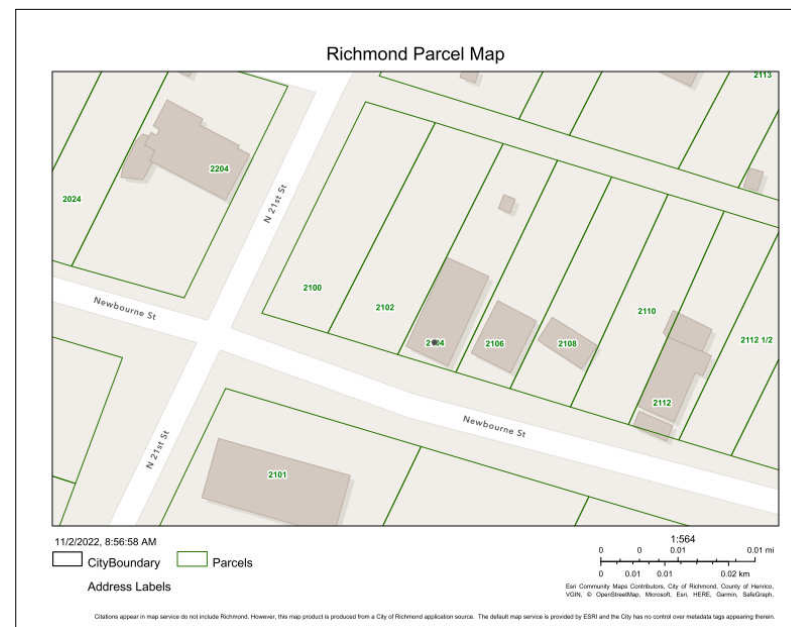 Richmond Parcel Map
2113
2204
2024
N 21st St
2100
2102
2110
Newbourne St
2104
2106
2108
2112 1/2
2112
Newbourne St
N 21st St
2101
11/2/2022, 8:56:58 AM
CityBoundary
Parcels
Address Labels
1:564
0 0 0.01 0.01 mi
0 0.01 0.01 0.02 km
Esri Community Maps Contributors, City of Richmond, County of Henrico,
VGIN, © OpenStreetMap, Microsoft, Esri, HERE, Garmin, SafeGraph,
Citations appear in map service do not include Richmond. However, this map product is produced from a City of Richmond application source. The default map service is provided by ESRI and the City has no control over metadata tags appearing therein.